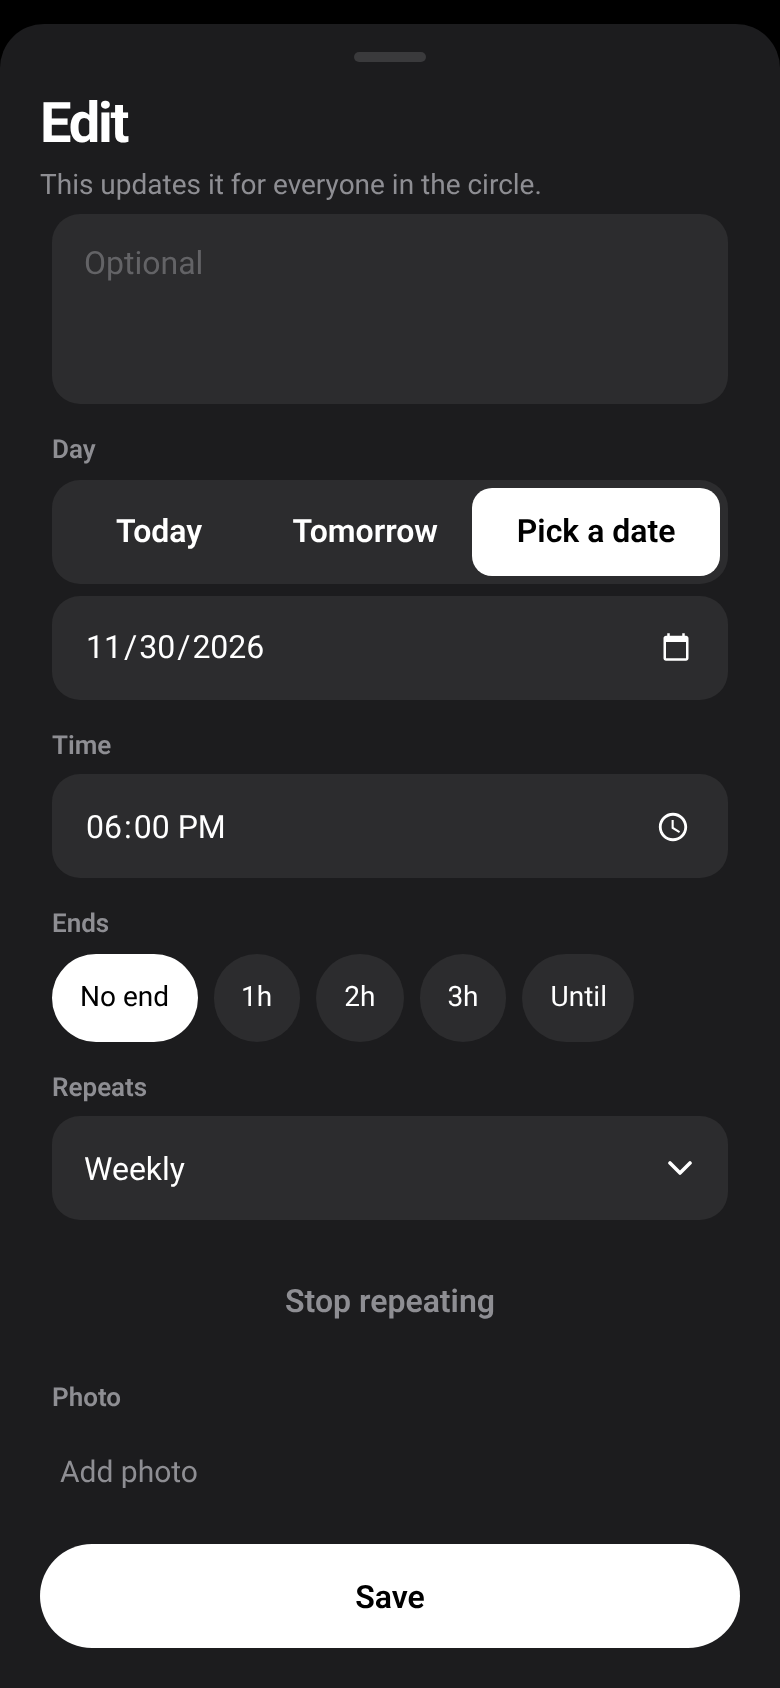 Edit
This updates it for everyone in the circle.
Optional
Day
Today Tomorrow Pick a date
11/30/2026
Time
06:00 PM
Ends
No end 1h 2h 3h Until
Repeats
Weekly
Stop repeating
Photo
Add photo
Save